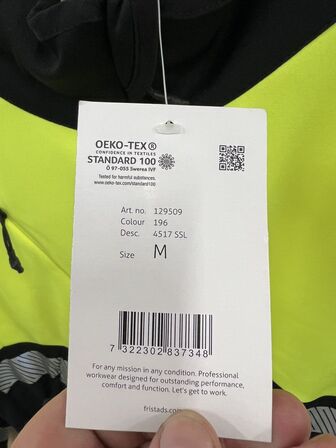 OEKO-TEX®
CONFIDENCE IN TEXTILES
STANDARD 100
Ö 97-055 Swerea IVF
Tested for harmful substances.
www.oeko-tex.com/standard100
Art. no. 129509
Colour 196
Desc. 4517 SSL
Size M
7 322302 837348
For any mission in any condition. Professional
workwear designed for outstanding performance,
comfort and function. Let's get to work.
fristads.com